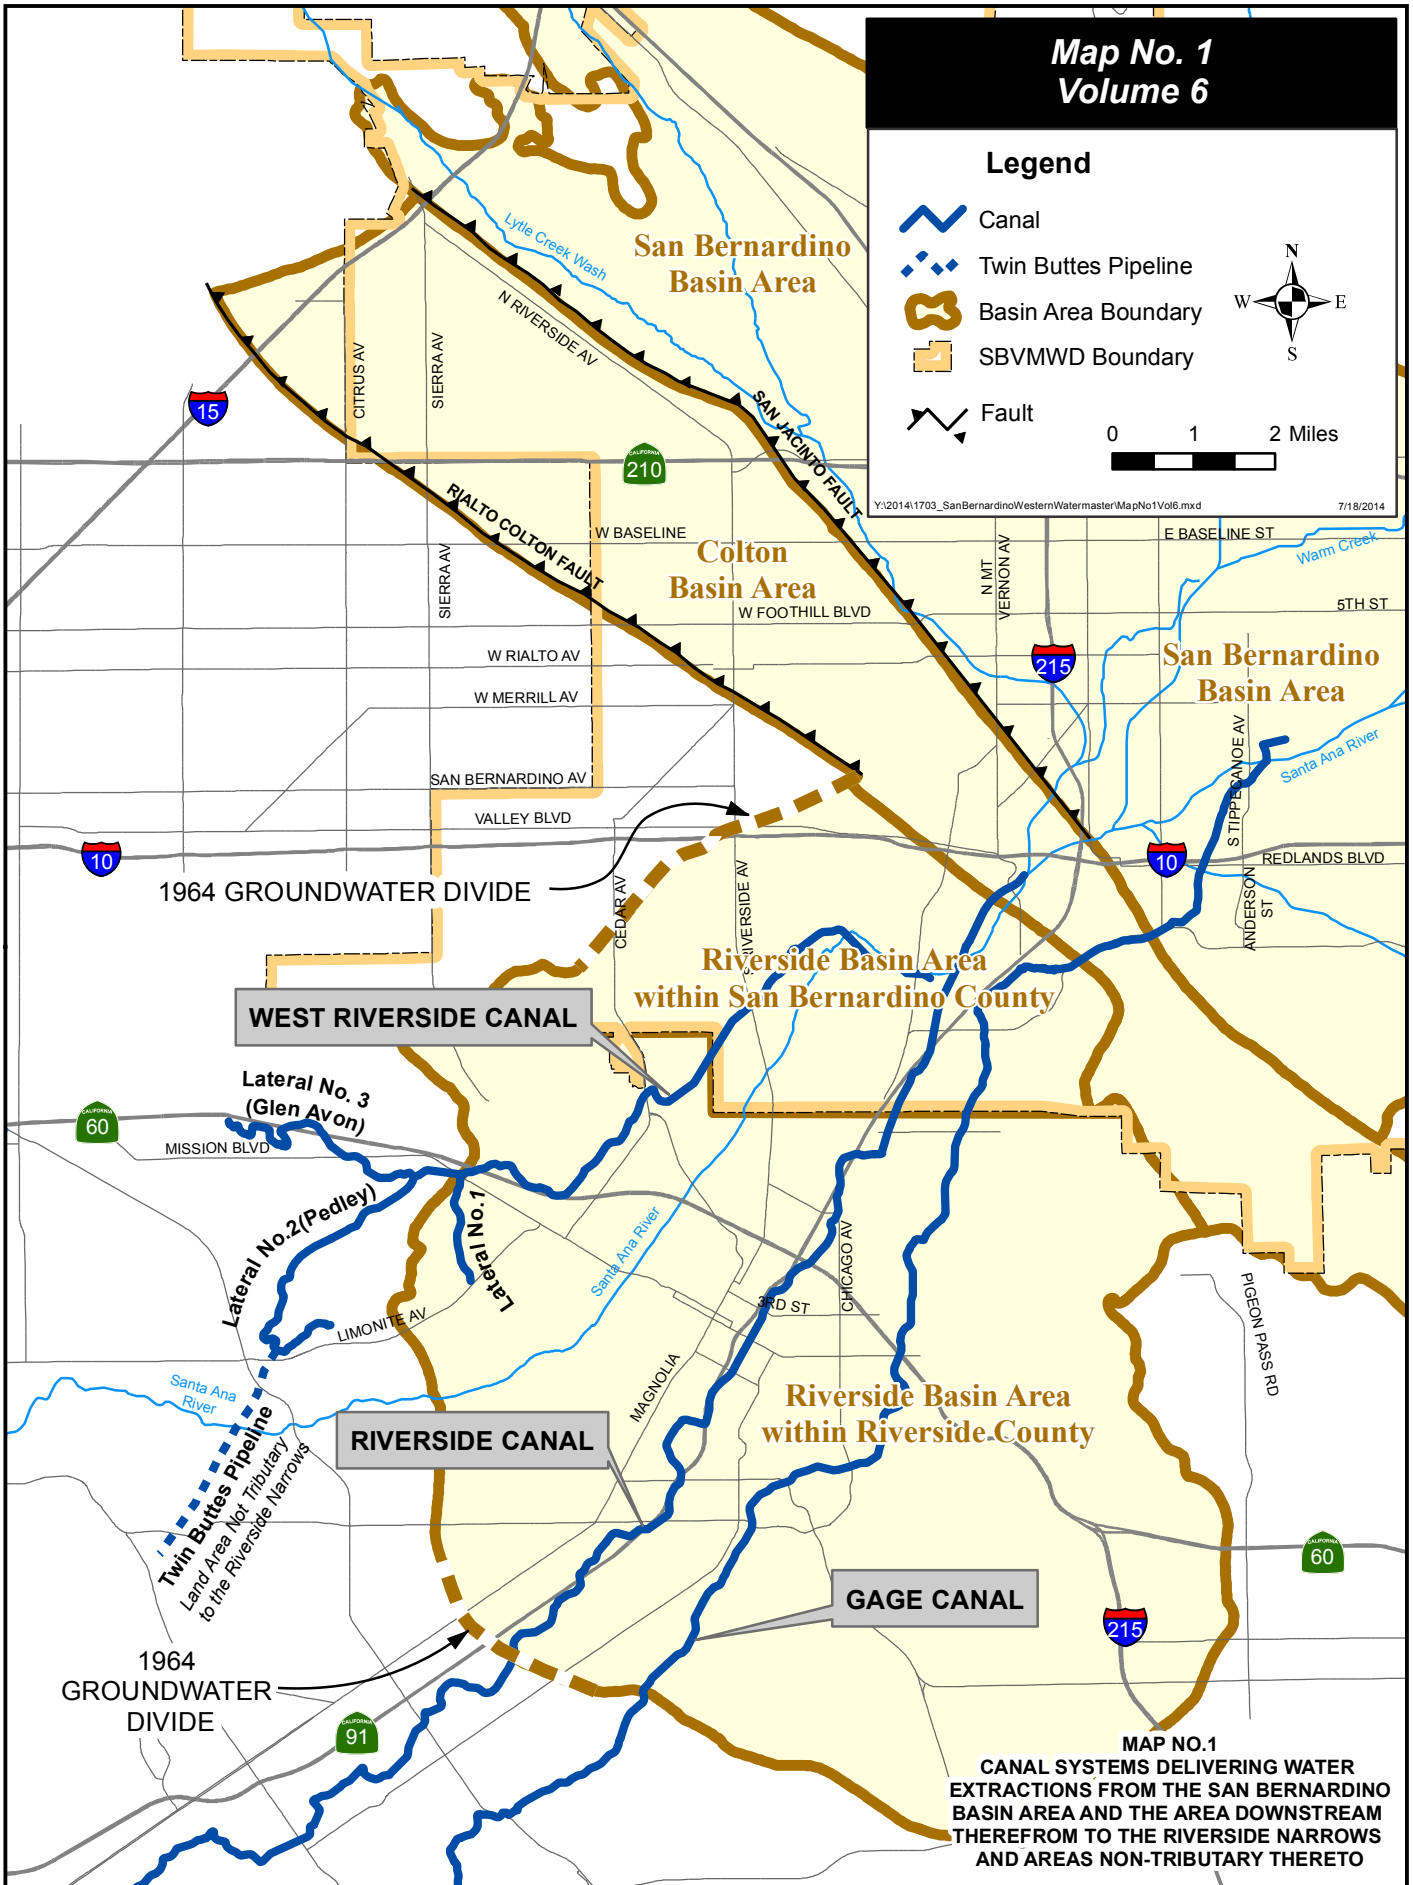 Map No. 1
Volume 6
Legend
Canal
Twin Buttes Pipeline
Basin Area Boundary
SBVMWD Boundary
Fault
N
W
E
S
0 1 2 Miles
Y:\2014\1703_SanBernardinoWesternWatermaster\MapNo1Vol6.mxd
7/18/2014
San Bernardino
Basin Area
Lytle Creek Wash
N RIVERSIDE AV
CITRUS AV
SIERRA AV
15
CALIFORNIA
210
SAN JACINTO FAULT
RIALTO COLTON FAULT
W BASELINE
E BASELINE ST
Colton
Basin Area
N MT
VERNON AV
Warm Creek
SIERRA AV
W FOOTHILL BLVD
5TH ST
W RIALTO AV
215
San Bernardino
Basin Area
W MERRILL AV
S TIPPECANOE AV
Santa Ana River
SAN BERNARDINO AV
VALLEY BLVD
10
10
REDLANDS BLVD
1964 GROUNDWATER DIVIDE
CEDAR AV
S RIVERSIDE AV
ANDERSON
ST
Riverside Basin Area
within San Bernardino County
WEST RIVERSIDE CANAL
Lateral No. 3
(Glen Avon)
CALIFORNIA
60
MISSION BLVD
Lateral No.2(Pedley)
Lateral No.1
Santa Ana River
CHICAGO AV
3RD ST
LIMONITE AV
PIGEON PASS RD
MAGNOLIA
Santa Ana
River
Riverside Basin Area
within Riverside County
RIVERSIDE CANAL
Twin Buttes Pipeline
Land Area Not Tributary
to the Riverside Narrows
CALIFORNIA
60
GAGE CANAL
215
1964
GROUNDWATER
DIVIDE
CALIFORNIA
91
MAP NO.1
CANAL SYSTEMS DELIVERING WATER
EXTRACTIONS FROM THE SAN BERNARDINO
BASIN AREA AND THE AREA DOWNSTREAM
THEREFROM TO THE RIVERSIDE NARROWS
AND AREAS NON-TRIBUTARY THERETO